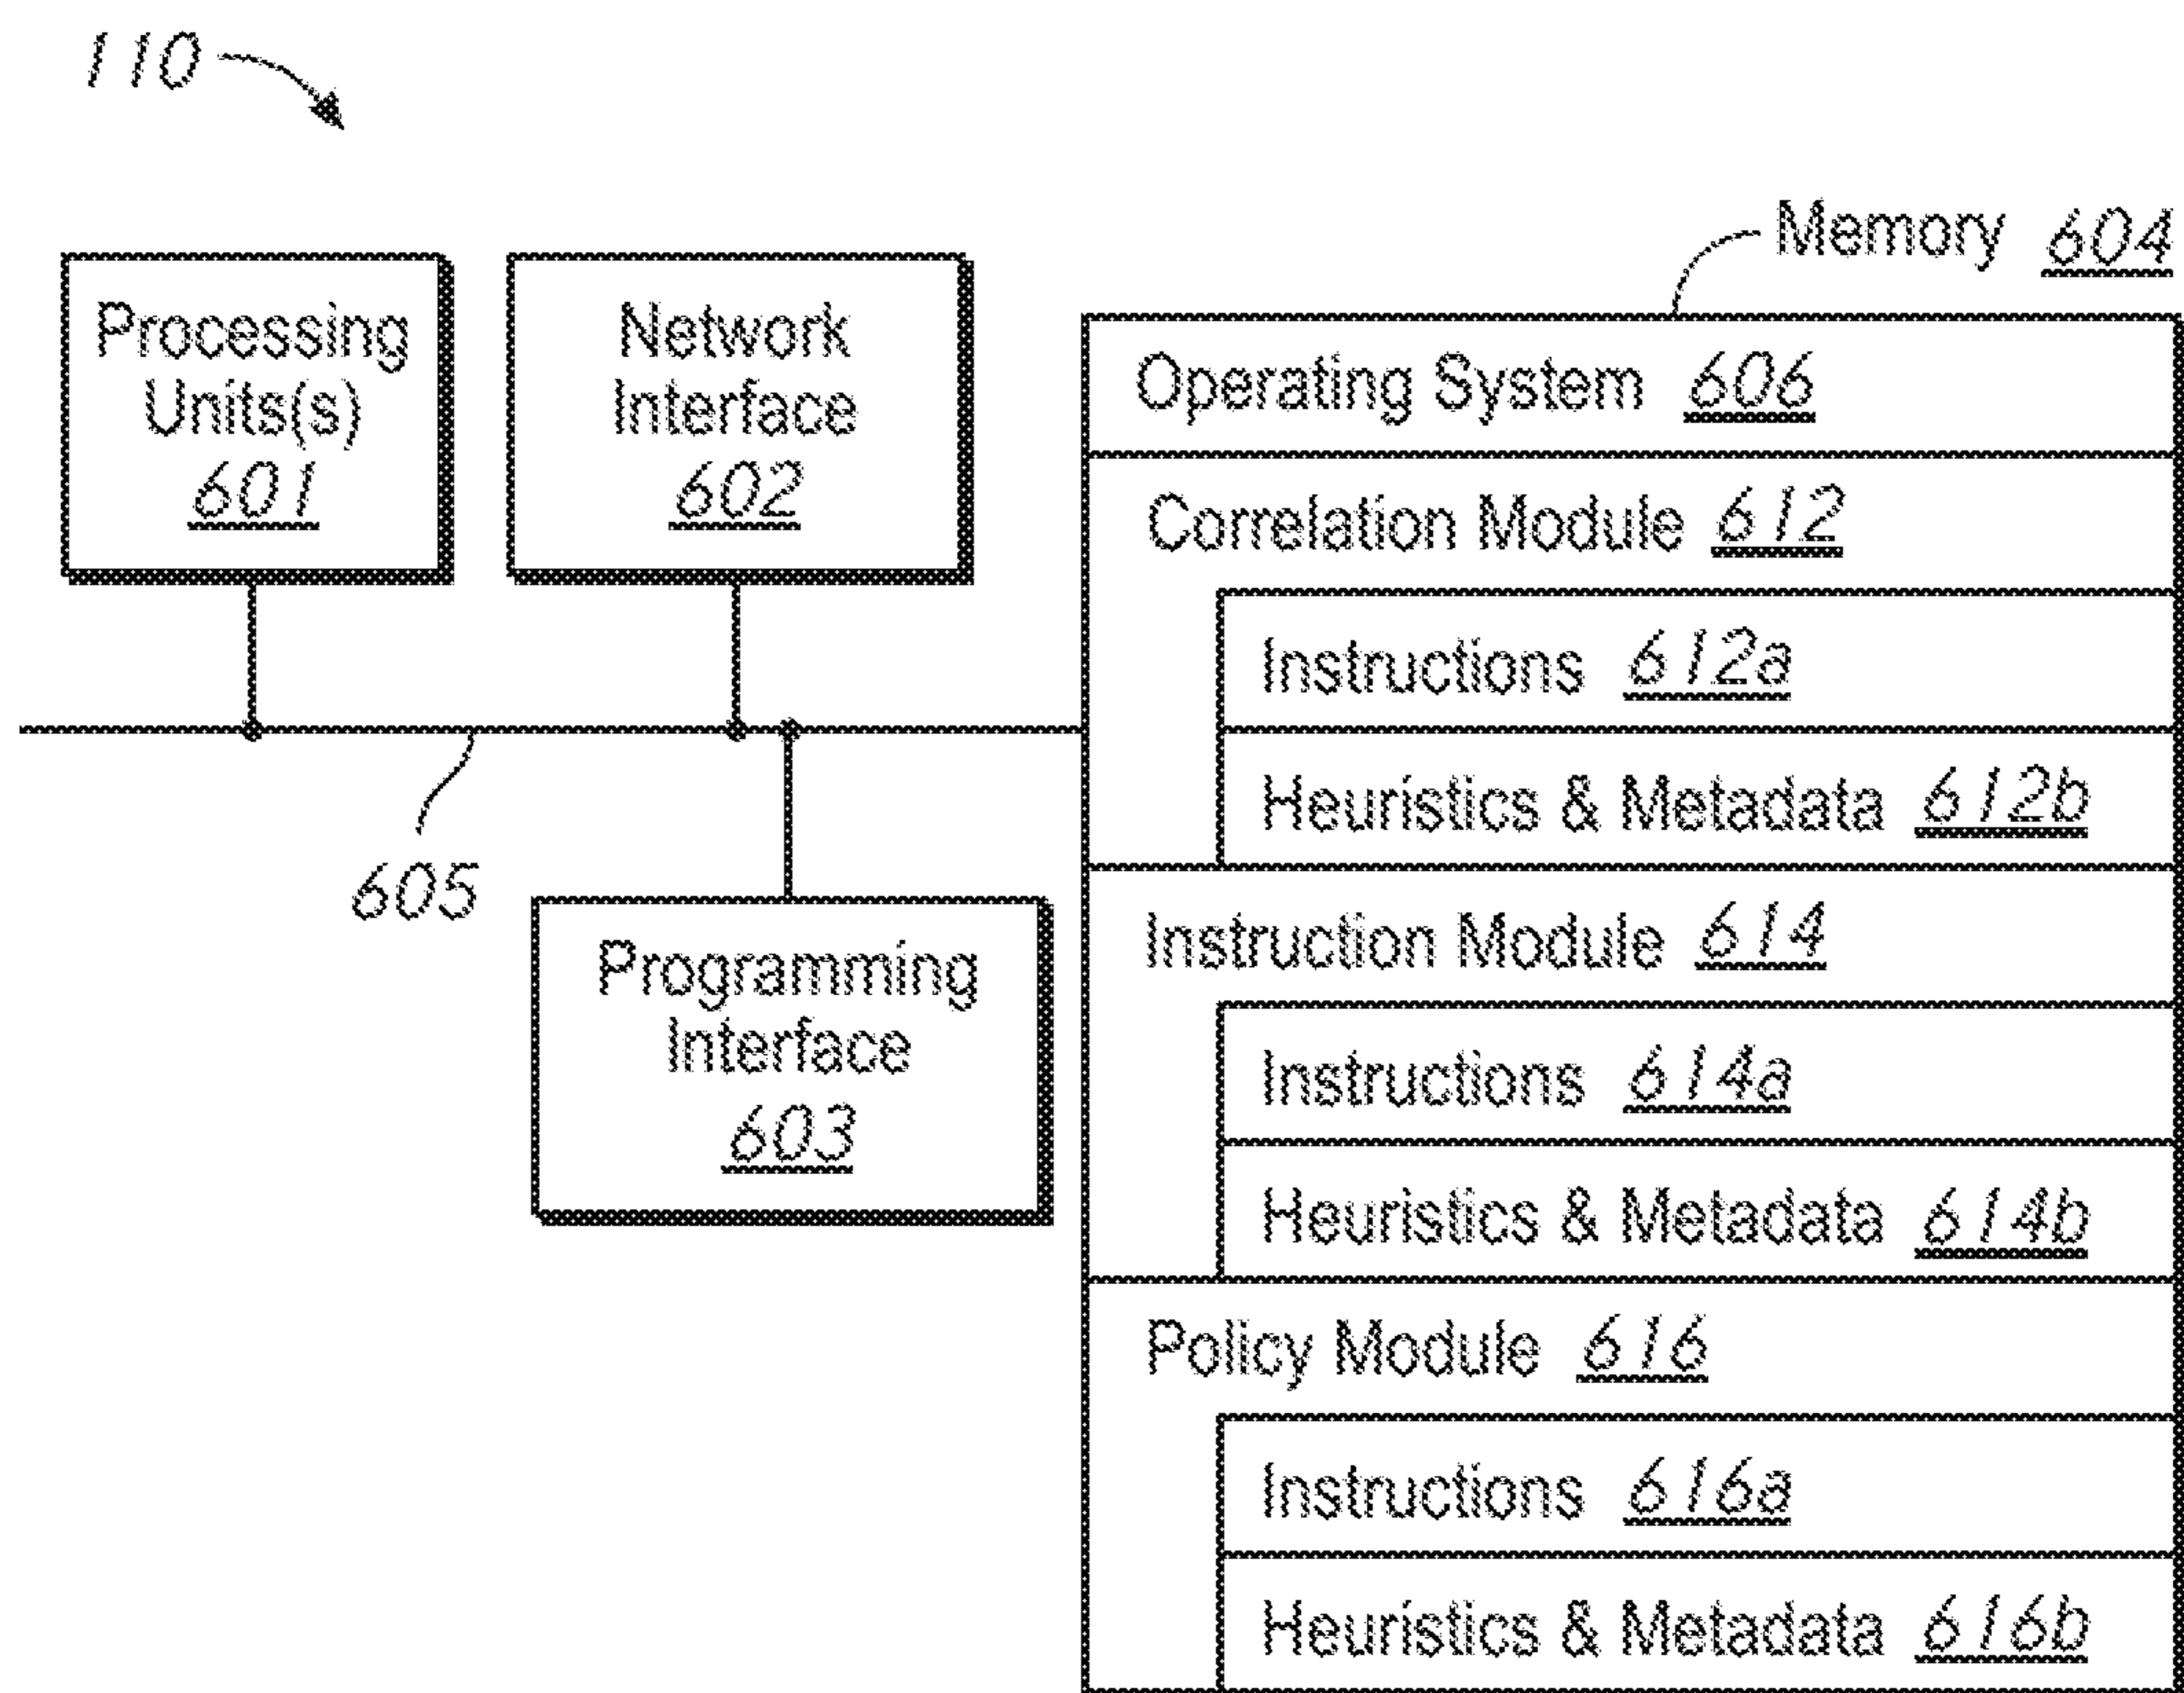 110
Memory 604
Processing
Units(s)
601
Network
Interface
602
Operating System 606
Correlation Module 612
Instructions 612a
Heuristics & Metadata 612b
605
Programming
Interface
603
Instruction Module 614
Instructions 614a
Heuristics & Metadata 614b
Policy Module 616
Instructions 616a
Heuristics & Metadata 616b